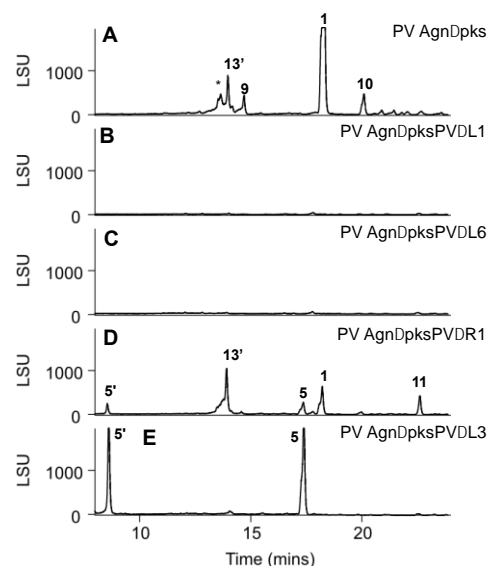 A
PV AgnDpks
LSU
1000
0
*
13’
9
1
10
B
PV AgnDpksPVDL1
LSU
1000
0
C
PV AgnDpksPVDL6
LSU
1000
0
D
PV AgnDpksPVDR1
LSU
1000
0
5'
13’
5
1
11
E
PV AgnDpksPVDL3
LSU
1000
0
5'
5
10 15 20
Time (mins)